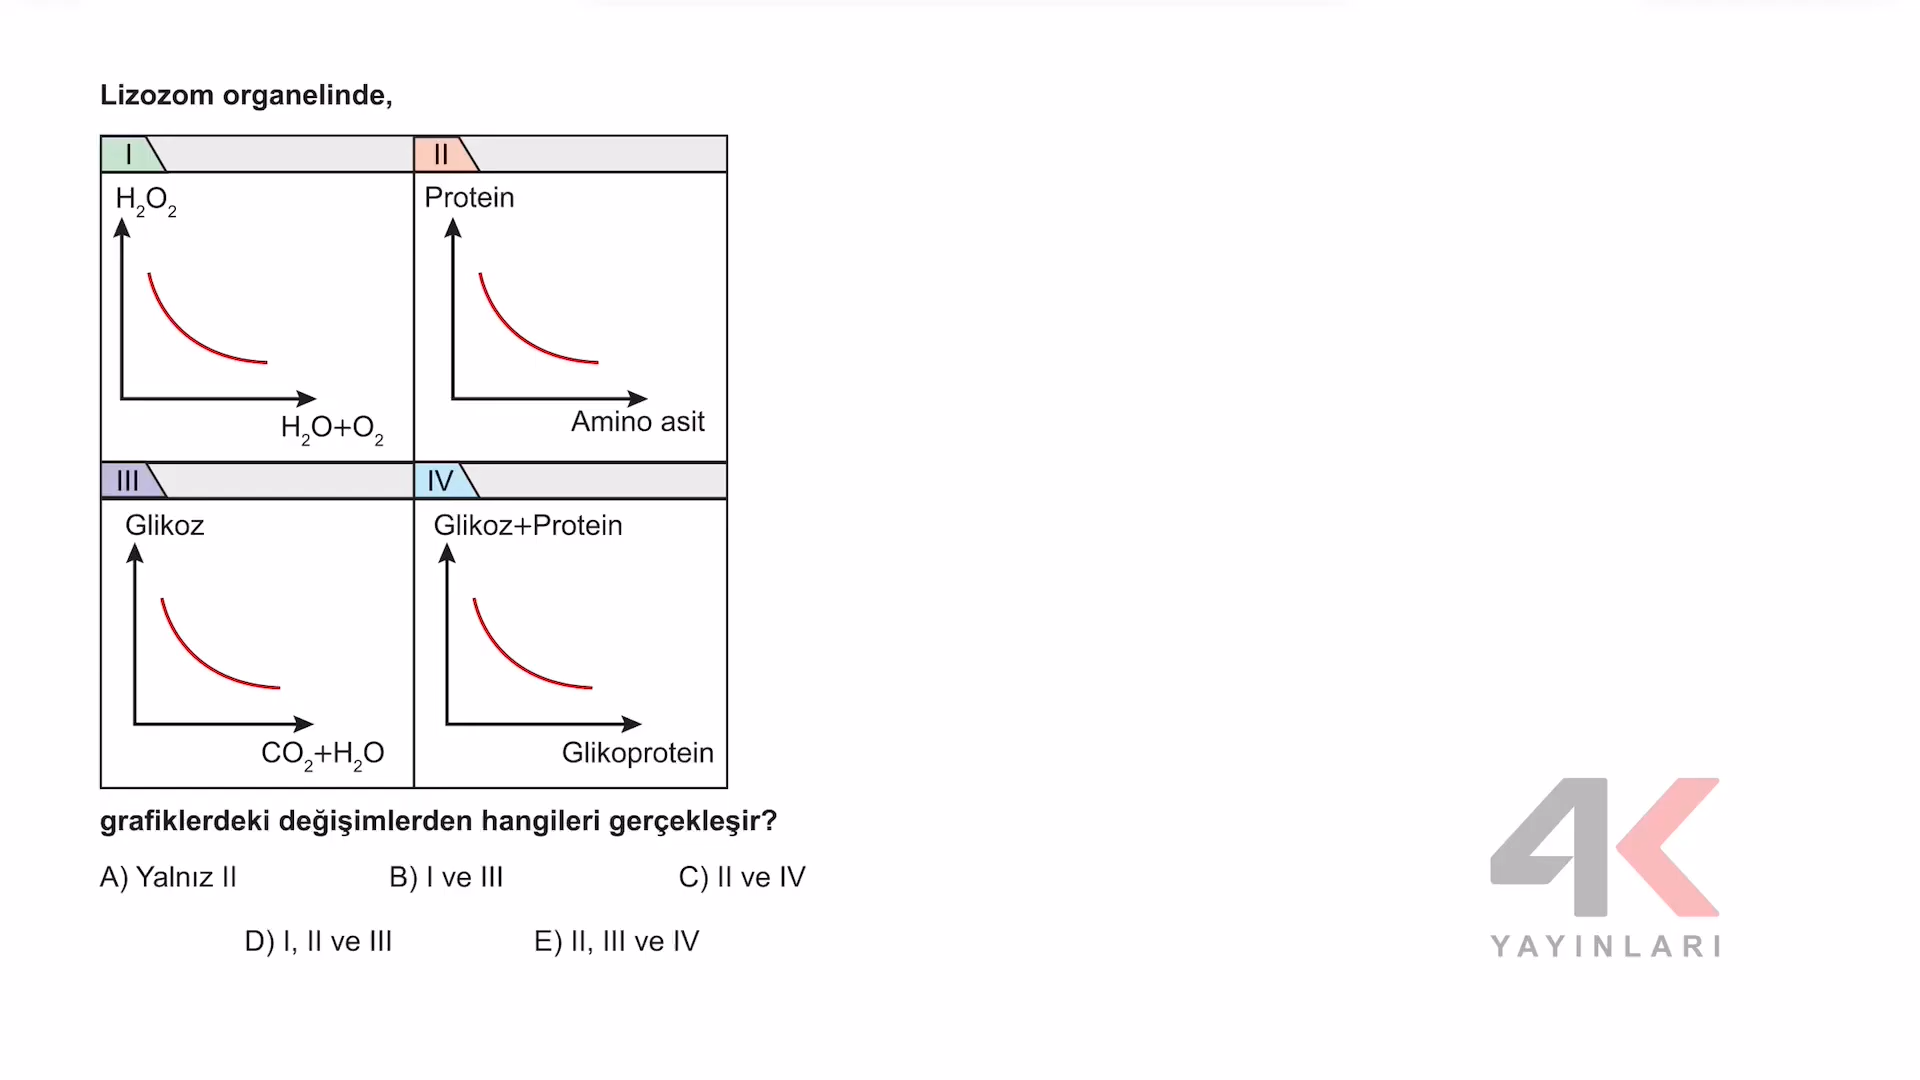 Lizozom organelinde,
I
II
H₂O₂
Protein
H₂O+O₂
Amino asit
III
IV
Glikoz
Glikoz+Protein
CO₂+H₂O
Glikoprotein
grafiklerdeki değişimlerden hangileri gerçekleşir?
A) Yalnız II B) I ve III C) II ve IV
D) I, II ve III E) II, III ve IV
4K
YAYINLARI